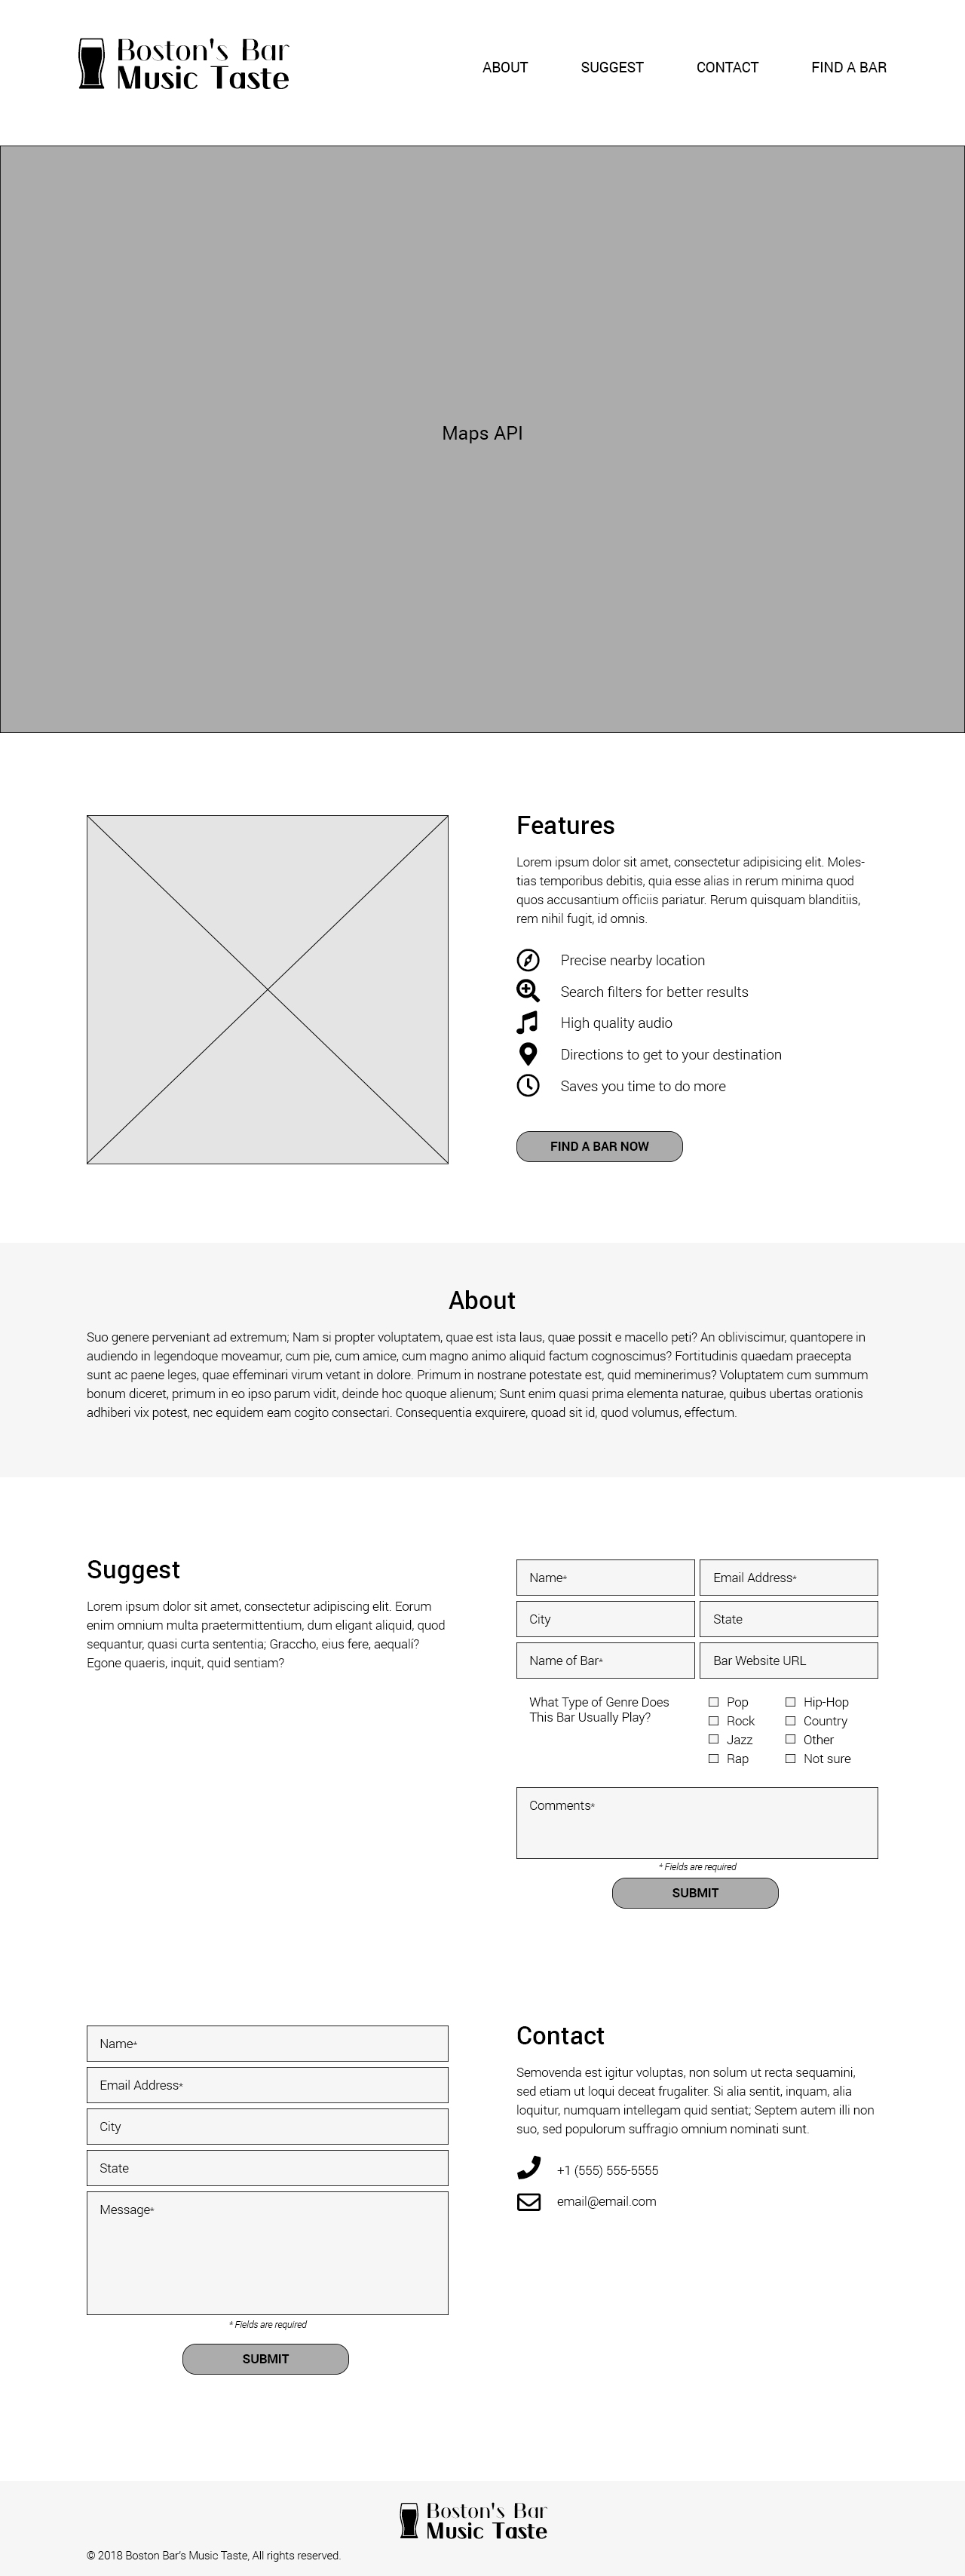 Boston's Bar
Music Taste
ABOUT
SUGGEST
CONTACT
FIND A BAR
Maps API
Features
Lorem ipsum dolor sit amet, consectetur adipisicing elit. Moles-
tias temporibus debitis, quia esse alias in rerum minima quod
quos accusantium officiis pariatur. Rerum quisquam blanditiis,
rem nihil fugit, id omnis.
Precise nearby location
Search filters for better results
High quality audio
Directions to get to your destination
Saves you time to do more
FIND A BAR NOW
About
Suo genere perveniant ad extremum; Nam si propter voluptatem, quae est ista laus, quae possit e macello peti? An obliviscimur, quantopere in
audiendo in legendoque moveamur, cum pie, cum amice, cum magno animo aliquid factum cognoscimus? Fortitudinis quaedam praecepta
sunt ac paene leges, quae effeminari virum vetant in dolore. Primum in nostrane potestate est, quid meminerimus? Voluptatem cum summum
bonum diceret, primum in eo ipso parum vidit, deinde hoc quoque alienum; Sunt enim quasi prima elementa naturae, quibus ubertas orationis
adhiberi vix potest, nec equidem eam cogito consectari. Consequentia exquirere, quoad sit id, quod volumus, effectum.
Suggest
Lorem ipsum dolor sit amet, consectetur adipiscing elit. Eorum
enim omnium multa praetermittentium, dum eligant aliquid, quod
sequantur, quasi curta sententia; Graccho, eius fere, aequalí?
Egone quaeris, inquit, quid sentiam?
Name*
Email Address*
City
State
Name of Bar*
Bar Website URL
What Type of Genre Does
This Bar Usually Play?
Pop
Hip-Hop
Rock
Country
Jazz
Other
Rap
Not sure
Comments*
* Fields are required
SUBMIT
Name*
Email Address*
City
State
Message*
* Fields are required
SUBMIT
Contact
Semovenda est igitur voluptas, non solum ut recta sequamini,
sed etiam ut loqui deceat frugaliter. Si alia sentit, inquam, alia
loquitur, numquam intellegam quid sentiat; Septem autem illi non
suo, sed populorum suffragio omnium nominati sunt.
+1 (555) 555-5555
email@email.com
Boston's Bar
Music Taste
© 2018 Boston Bar's Music Taste, All rights reserved.